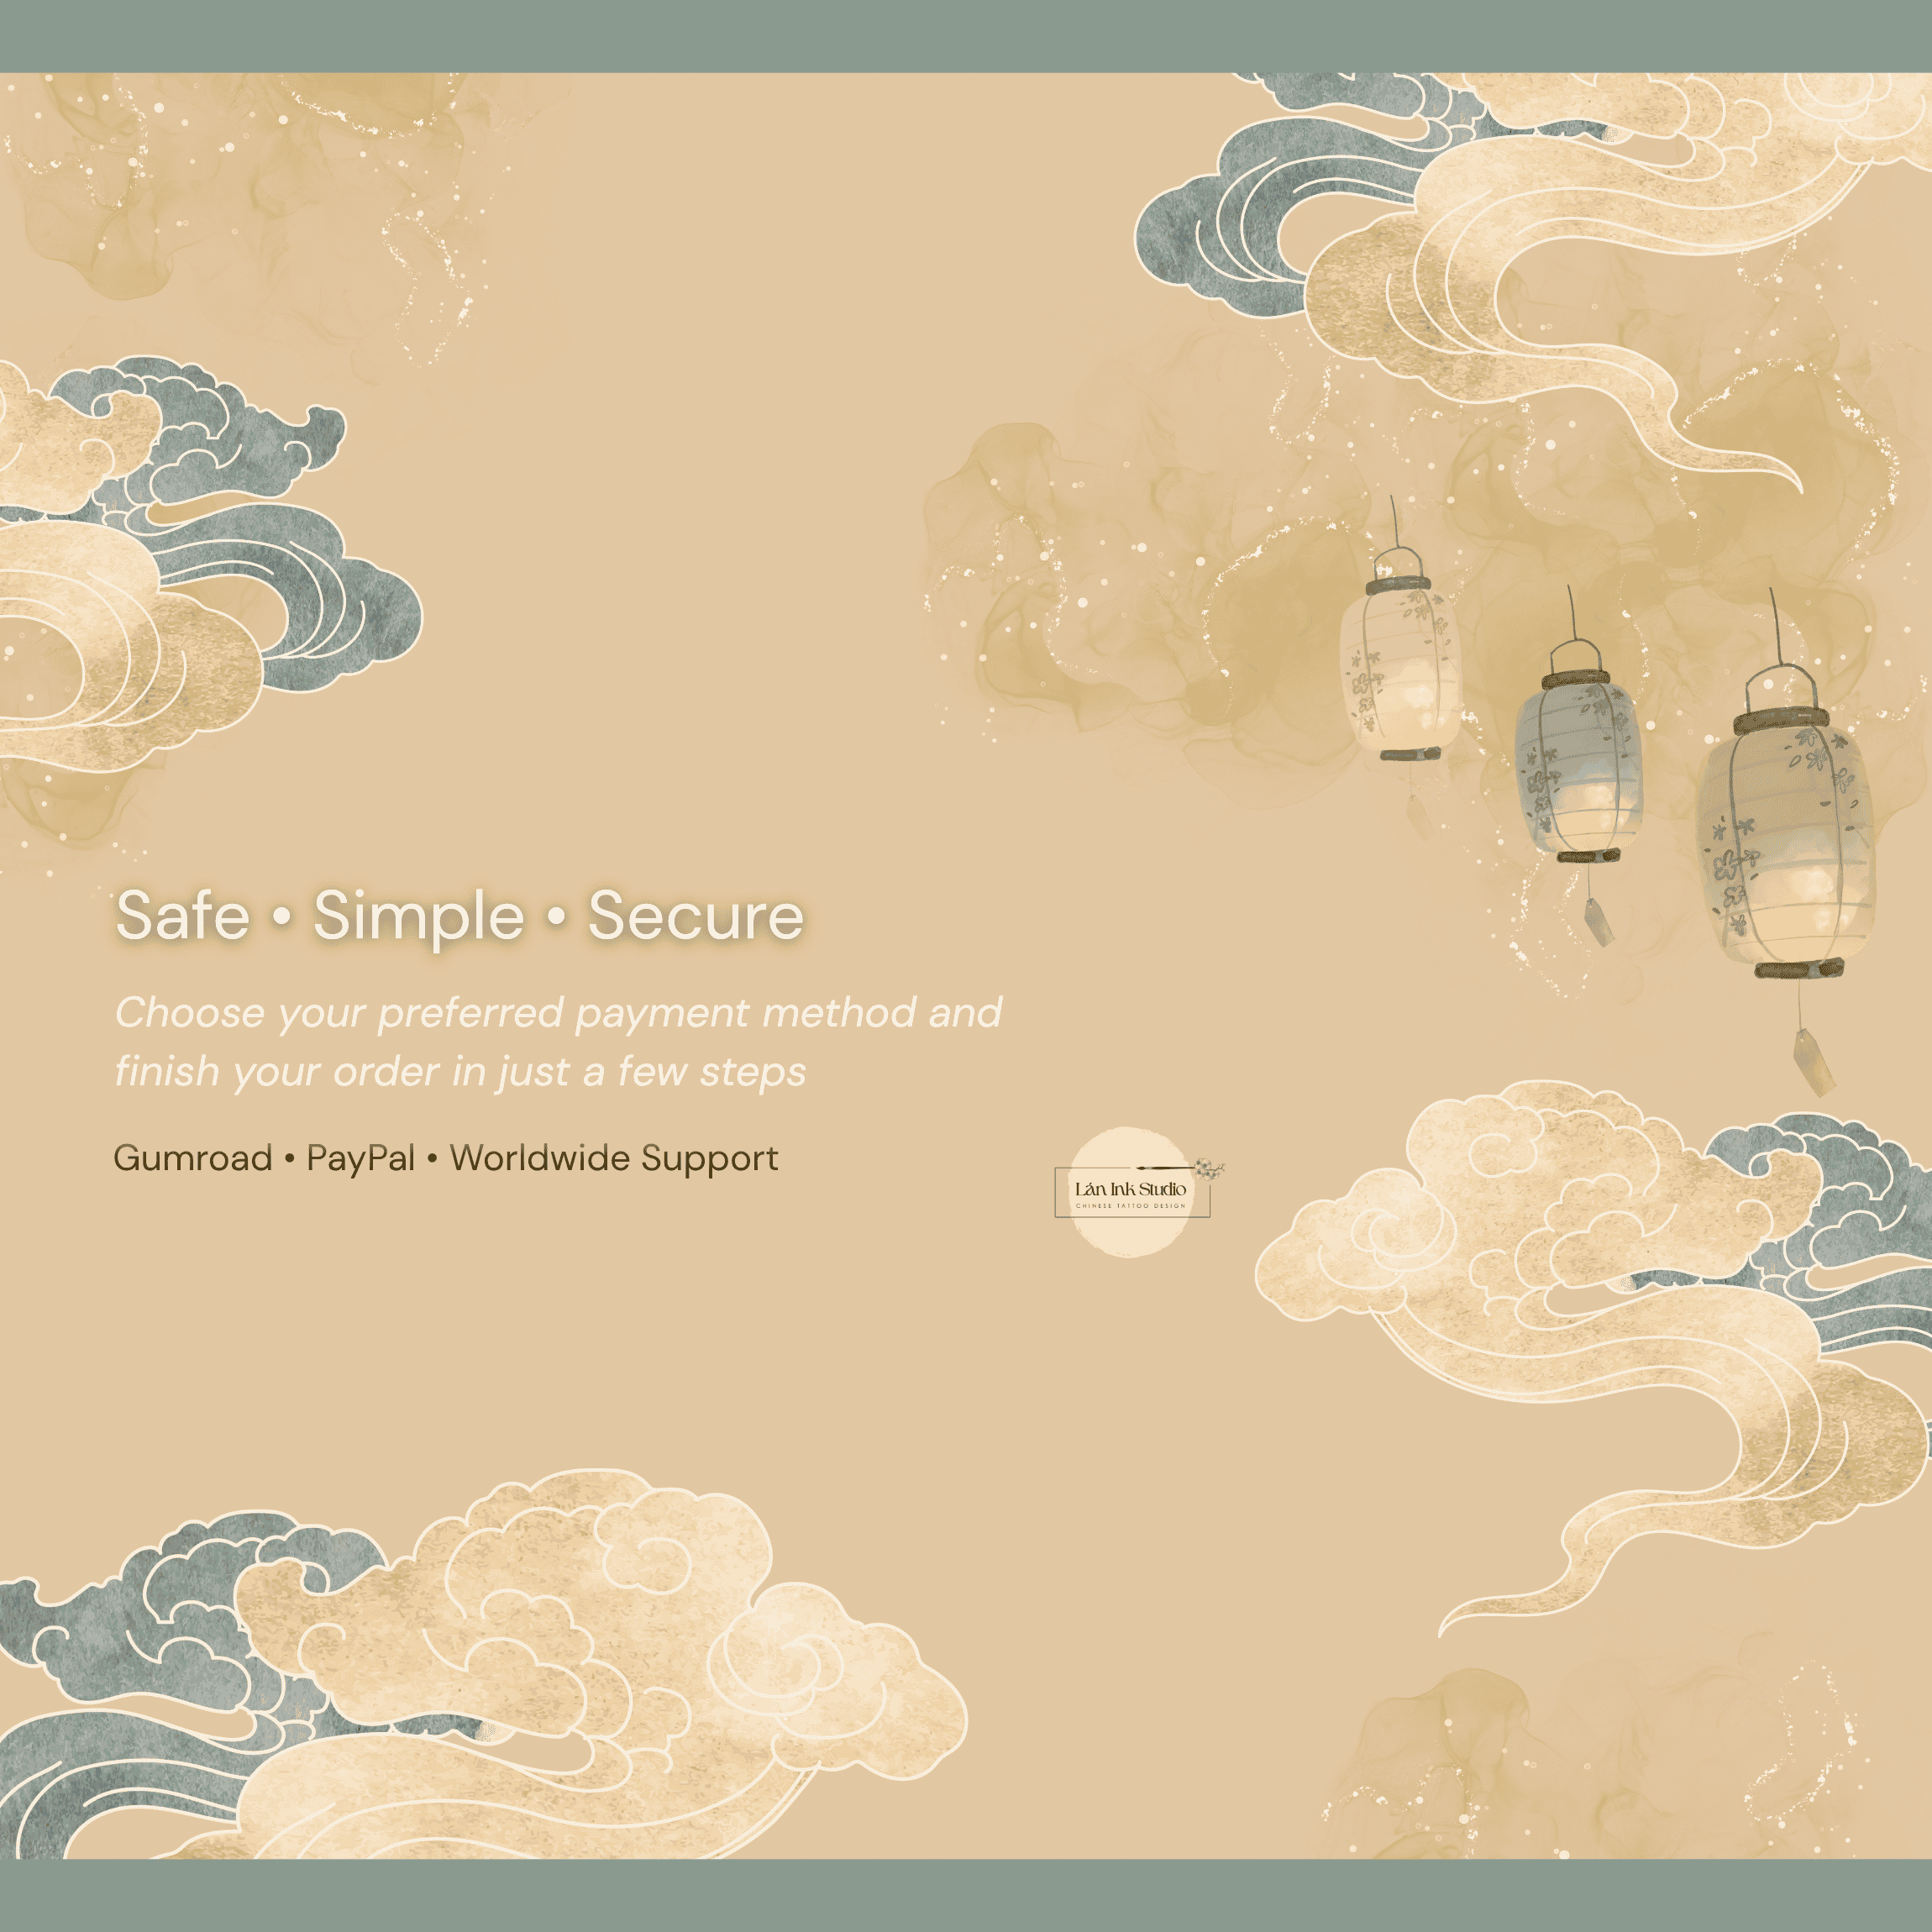 Safe • Simple • Secure
Choose your preferred payment method and
finish your order in just a few steps
Gumroad • PayPal • Worldwide Support
Lán Ink Studio
CHINESE TATTOO DESIGN